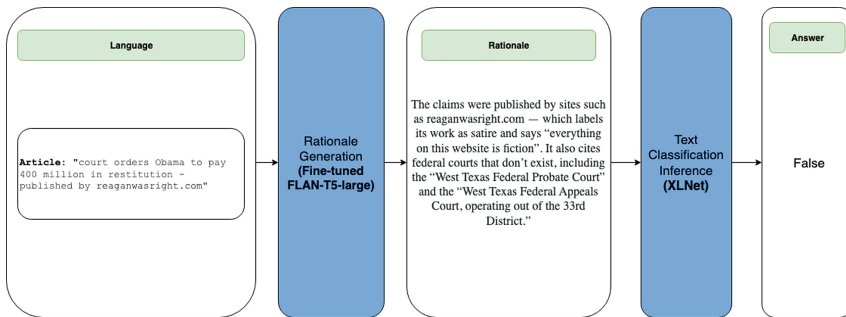 Language
Article: "court orders Obama to pay
400 million in restitution -
published by reaganwasright.com"
Rationale
Generation
(Fine-tuned
FLAN-T5-large)
Rationale
The claims were published by sites such
as reaganwasright.com — which labels
its work as satire and says “everything
on this website is fiction”. It also cites
federal courts that don’t exist, including
the “West Texas Federal Probate Court”
and the “West Texas Federal Appeals
Court, operating out of the 33rd
District.”
Text
Classification
Inference
(XLNet)
Answer
False